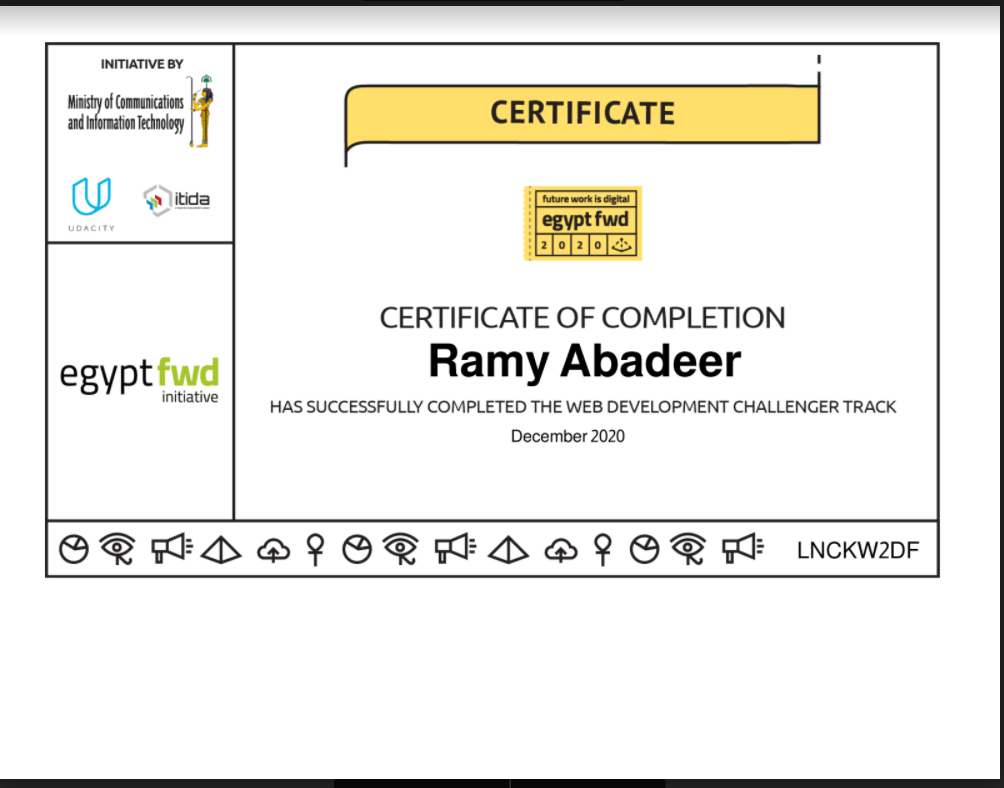 INITIATIVE BY
Ministry of Communications
and Information Technology
UDACITY
itida
egypt fwd
initiative
CERTIFICATE
future work is digital
egypt fwd
2 0 2 0
CERTIFICATE OF COMPLETION
Ramy Abadeer
HAS SUCCESSFULLY COMPLETED THE WEB DEVELOPMENT CHALLENGER TRACK
December 2020
LNCKW2DF